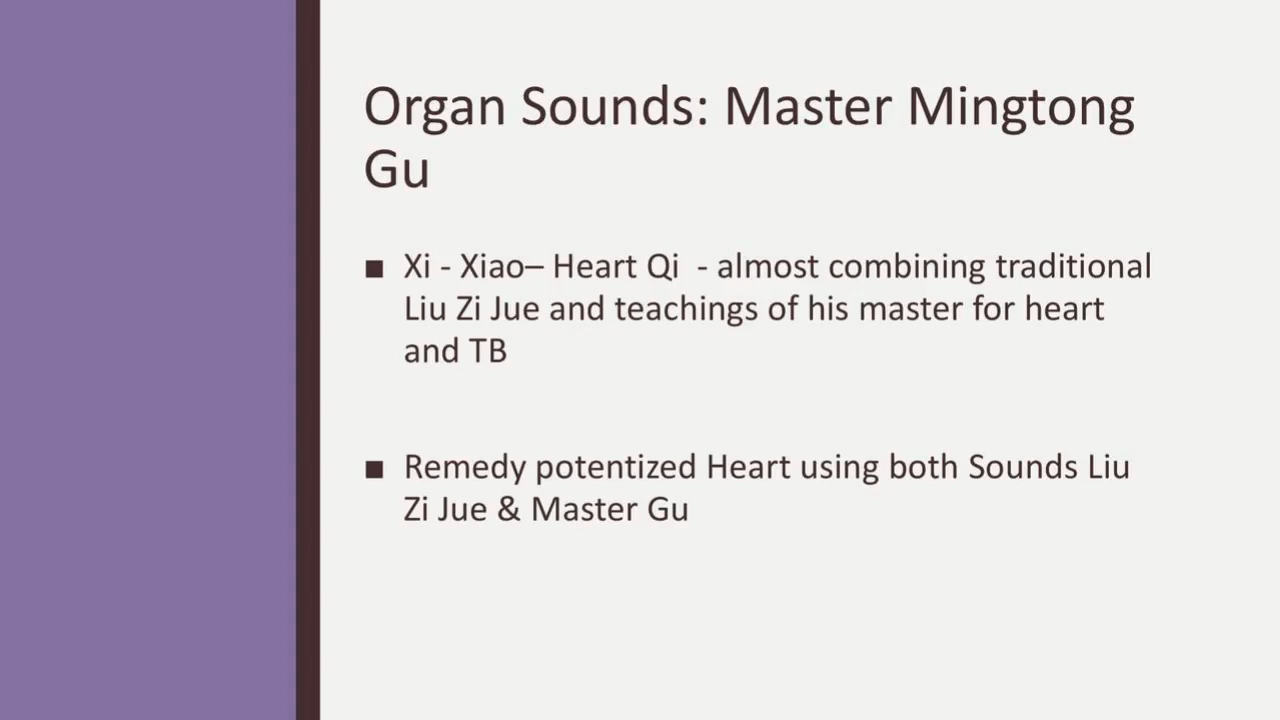 Organ Sounds: Master Mingtong
Gu
■ Xi - Xiao– Heart Qi  - almost combining traditional
Liu Zi Jue and teachings of his master for heart
and TB
■ Remedy potentized Heart using both Sounds Liu
Zi Jue & Master Gu